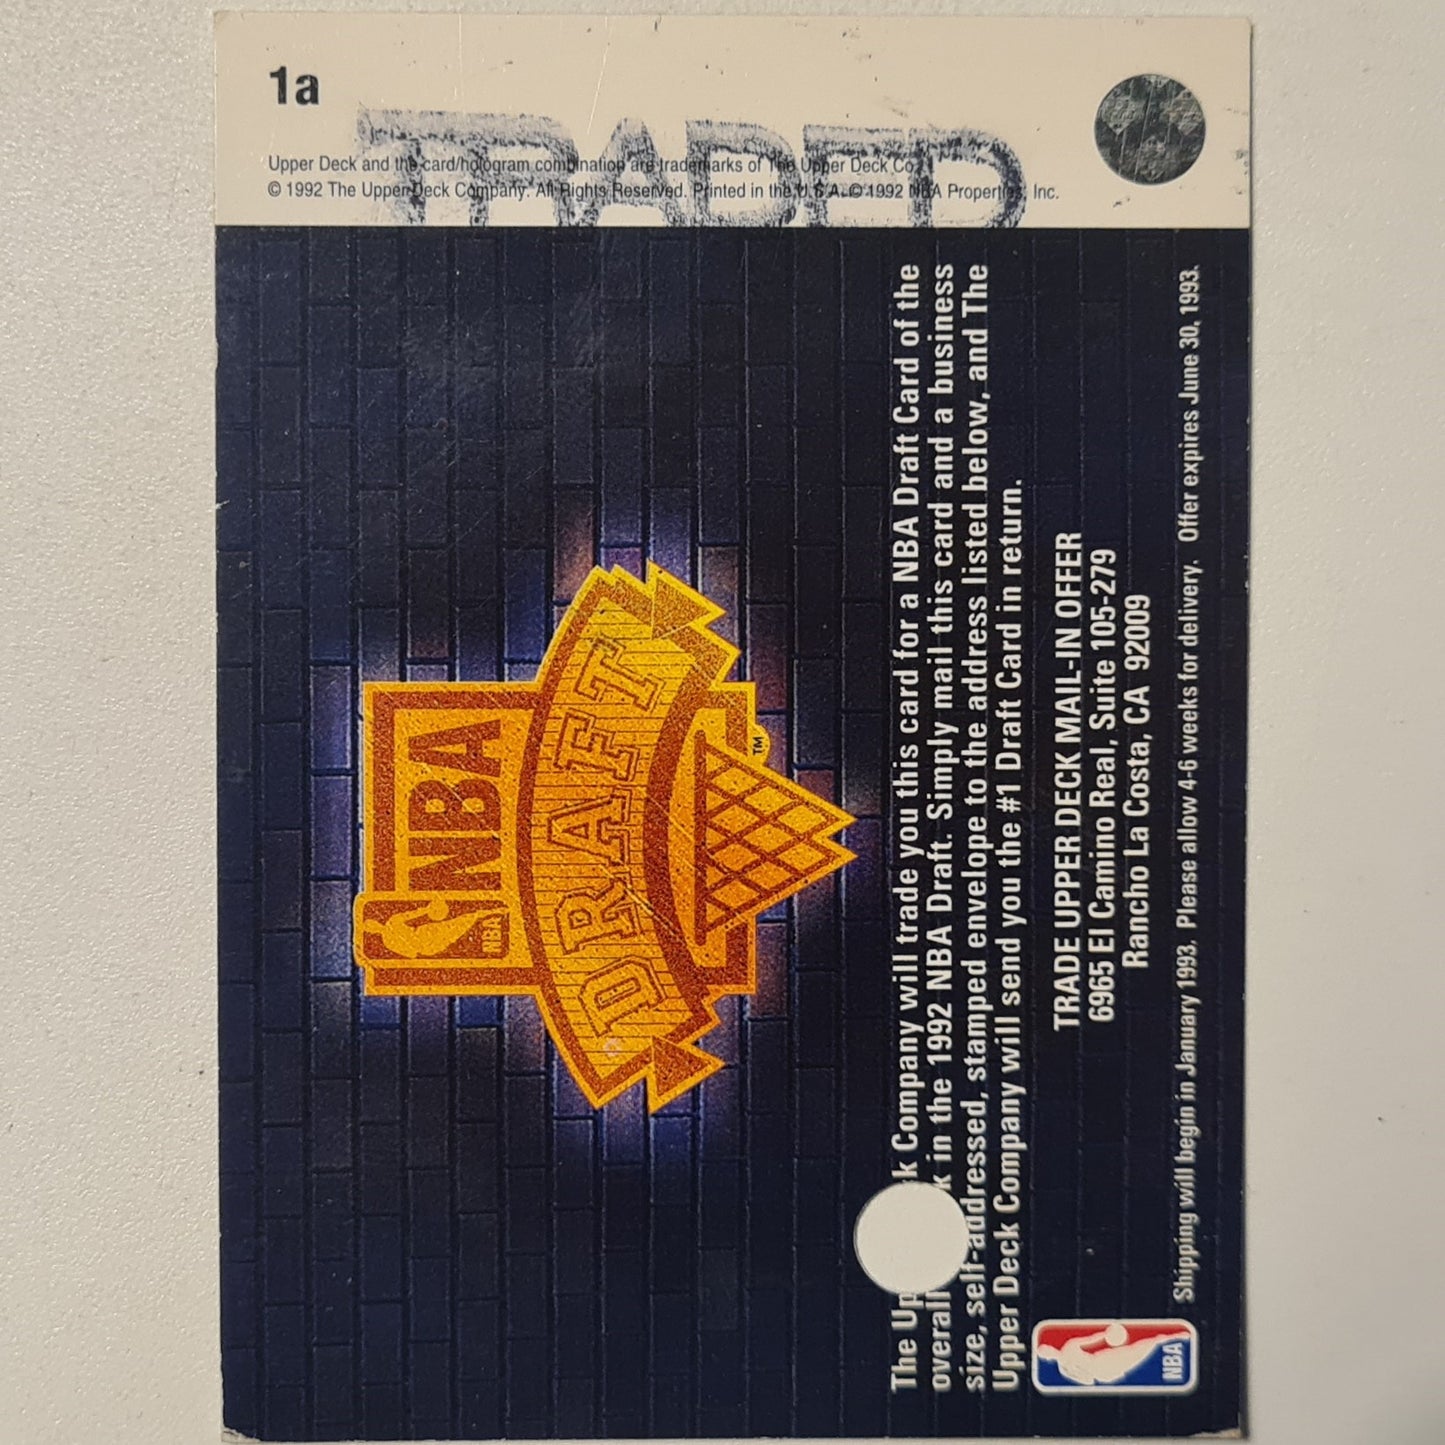 1a
TRADED
Upper Deck and the card/hologram combination are trademarks of The Upper Deck Co.
© 1992 The Upper Deck Company. All Rights Reserved. Printed in the U.S.A. © 1992 NBA Properties, Inc.
NBA
NBA
DRAFT
TM
The Up k Company will trade you this card for a NBA Draft Card of the
overall k in the 1992 NBA Draft. Simply mail this card and a business
size, self-addressed, stamped envelope to the address listed below, and The
Upper Deck Company will send you the #1 Draft Card in return.
TRADE UPPER DECK MAIL-IN OFFER
6965 El Camino Real, Suite 105-279
Rancho La Costa, CA 92009
Shipping will begin in January 1993. Please allow 4-6 weeks for delivery. Offer expires June 30, 1993.
NBA